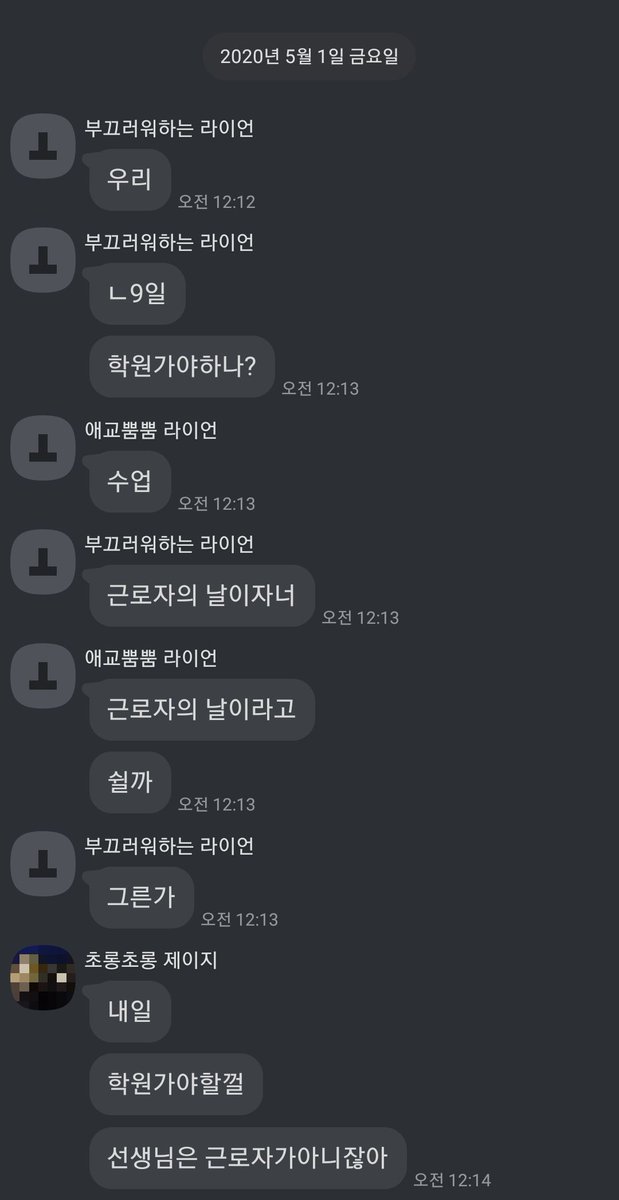 2020년 5월 1일 금요일
부끄러워하는 라이언
우리
오전 12:12
부끄러워하는 라이언
ㄴ9일
학원가야하나?
오전 12:13
애교뿜뿜 라이언
수업
오전 12:13
부끄러워하는 라이언
근로자의 날이자너
오전 12:13
애교뿜뿜 라이언
근로자의 날이라고
쉴까
오전 12:13
부끄러워하는 라이언
그른가
오전 12:13
초롱초롱 제이지
내일
학원가야할껄
선생님은 근로자가아니잖아
오전 12:14